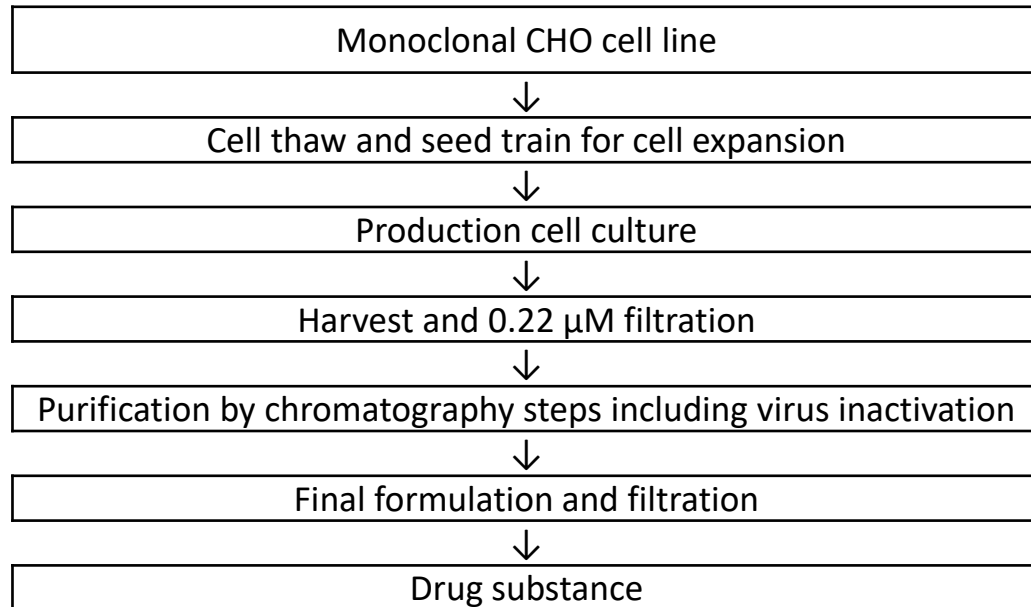 Monoclonal CHO cell line
↓
Cell thaw and seed train for cell expansion
↓
Production cell culture
↓
Harvest and 0.22 μM filtration
↓
Purification by chromatography steps including virus inactivation
↓
Final formulation and filtration
↓
Drug substance